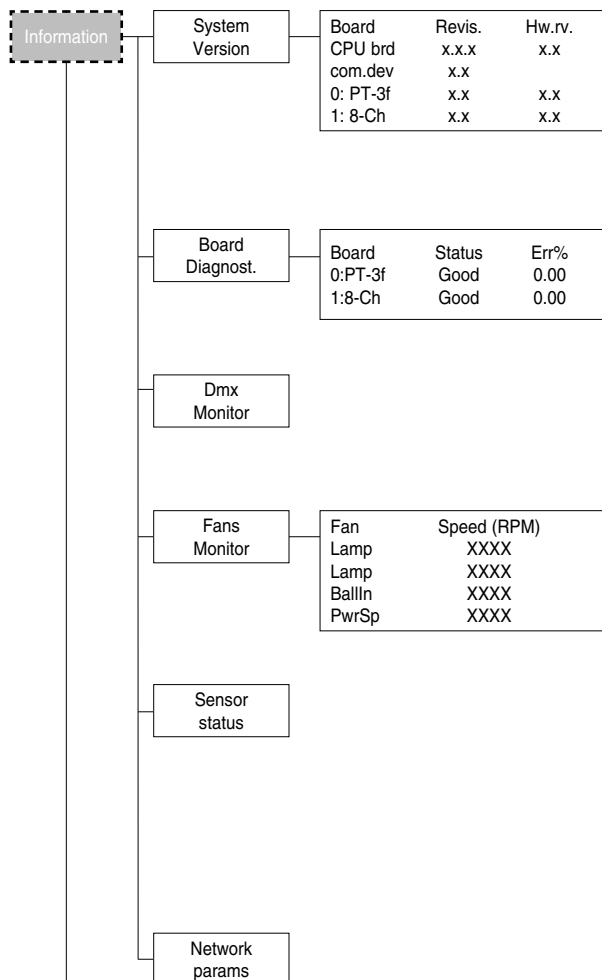 Information
System
Version
Board Revis. Hw.rv.
CPU brd x.x.x x.x
com.dev x.x
0: PT-3f x.x x.x
1: 8-Ch x.x x.x
Board
Diagnost.
Board Status Err%
0:PT-3f Good 0.00
1:8-Ch Good 0.00
Dmx
Monitor
Fans
Monitor
Fan Speed (RPM)
Lamp XXXX
Lamp XXXX
BallIn XXXX
PwrSp XXXX
Sensor
status
Network
params